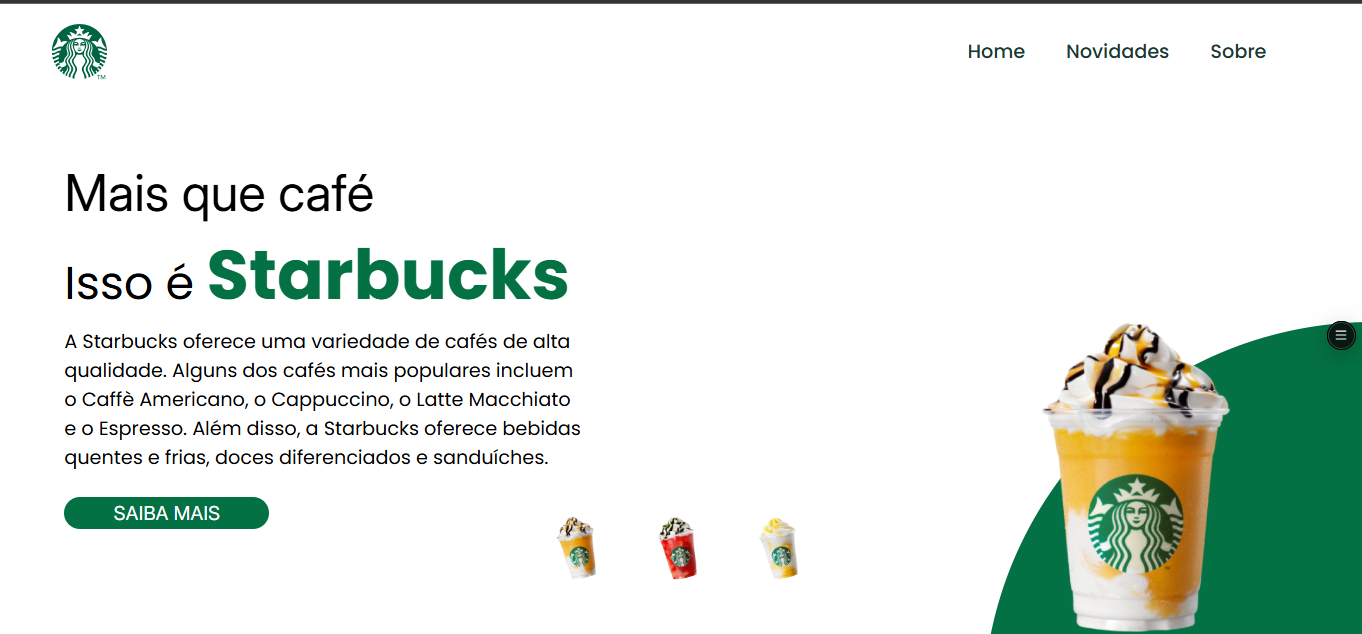 TM
Home Novidades Sobre
Mais que café
Isso é Starbucks
A Starbucks oferece uma variedade de cafés de alta
qualidade. Alguns dos cafés mais populares incluem
o Caffè Americano, o Cappuccino, o Latte Macchiato
e o Espresso. Além disso, a Starbucks oferece bebidas
quentes e frias, doces diferenciados e sanduíches.
SAIBA MAIS